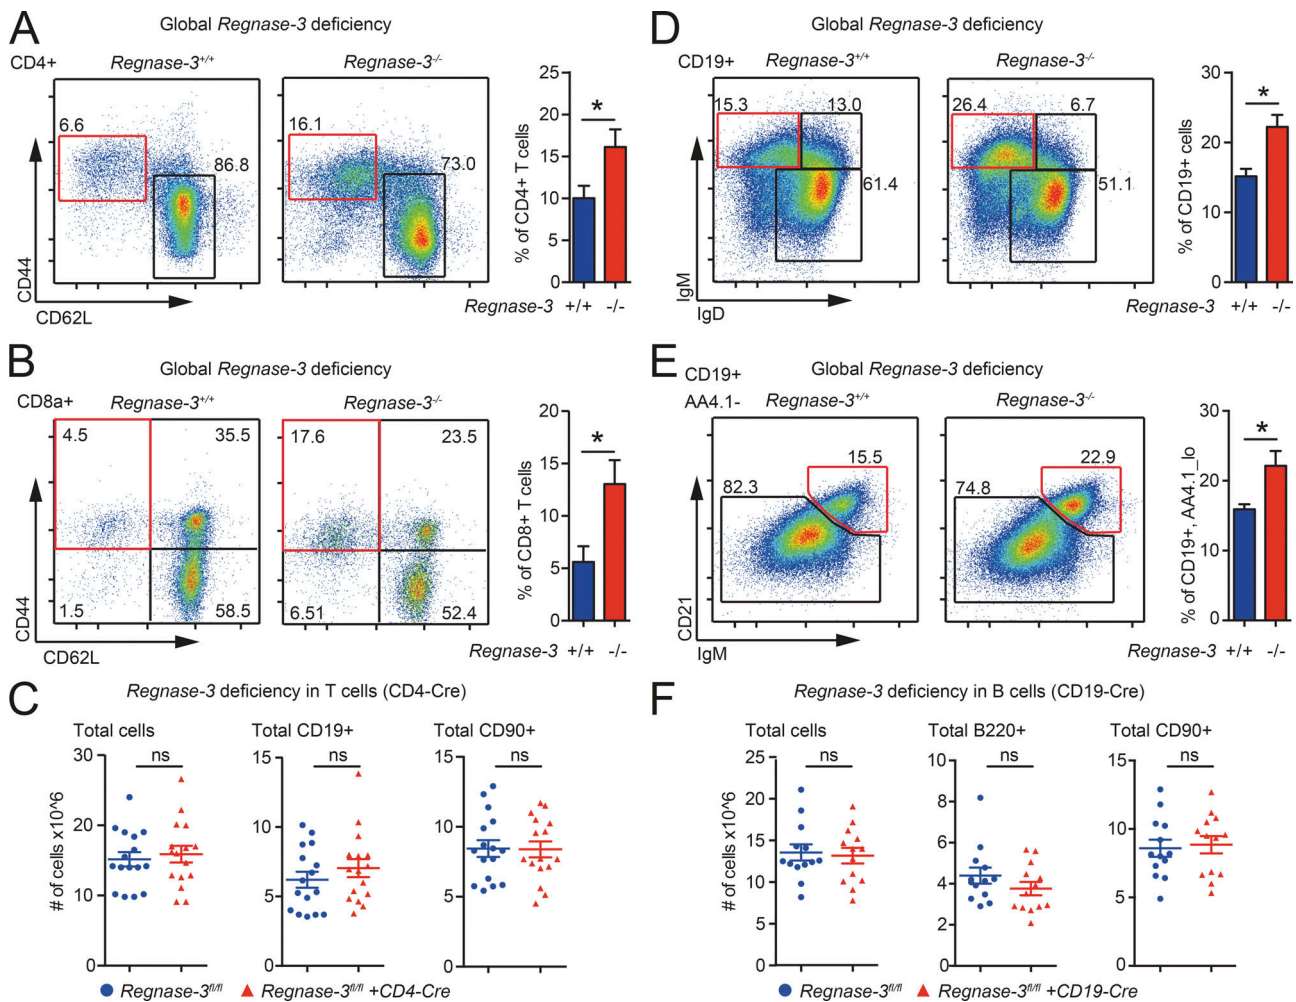 A
Global Regnase-3 deficiency
CD4+
Regnase-3+/+
Regnase-3-/-
6.6
86.8
16.1
73.0
CD44
CD62L
% of CD4+ T cells
25
20
15
10
5
0
*
Regnase-3 +/+ -/-
B
Global Regnase-3 deficiency
CD8a+
Regnase-3+/+
Regnase-3-/-
4.5
35.5
1.5
58.5
17.6
23.5
6.51
52.4
CD44
CD62L
% of CD8+ T cells
20
15
10
5
0
*
Regnase-3 +/+ -/-
C
Regnase-3 deficiency in T cells (CD4-Cre)
Total cells
Total CD19+
Total CD90+
ns
ns
ns
# of cells x10^6
30
20
10
0
15
10
5
0
15
10
5
0
Regnase-3fl/fl
Regnase-3fl/fl +CD4-Cre
D
Global Regnase-3 deficiency
CD19+
Regnase-3+/+
Regnase-3-/-
15.3
13.0
61.4
26.4
6.7
51.1
IgM
IgD
% of CD19+ cells
30
20
10
0
*
Regnase-3 +/+ -/-
E
Global Regnase-3 deficiency
CD19+
AA4.1-
Regnase-3+/+
Regnase-3-/-
82.3
15.5
74.8
22.9
CD21
IgM
% of CD19+, AA4.1_lo
30
20
10
0
*
Regnase-3 +/+ -/-
F
Regnase-3 deficiency in B cells (CD19-Cre)
Total cells
Total B220+
Total CD90+
ns
ns
ns
# of cells x10^6
25
20
15
10
5
0
10
8
6
4
2
0
15
10
5
0
Regnase-3fl/fl
Regnase-3fl/fl +CD19-Cre